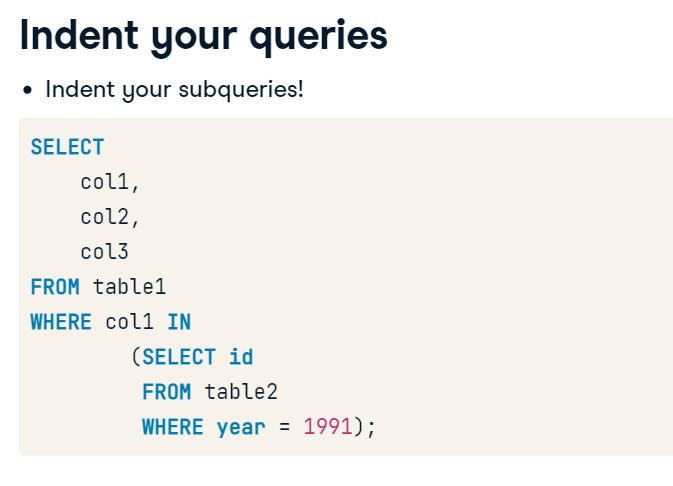 Indent your queries
• Indent your subqueries!
SELECT
    col1,
    col2,
    col3
FROM table1
WHERE col1 IN
        (SELECT id
         FROM table2
         WHERE year = 1991);